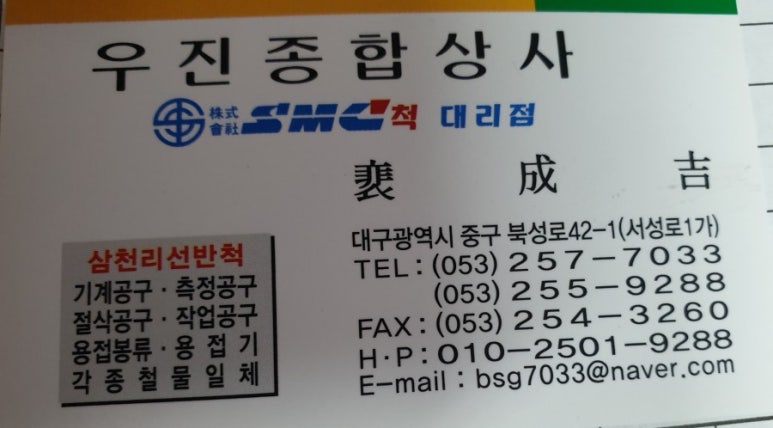 우진종합상사
株式
會社 SMC척 대리점
裵 成 吉
대구광역시 중구 북성로42-1(서성로1가)
TEL : (053) 257-7033
(053) 255-9288
FAX : (053) 254-3260
H·P : 010-2501-9288
E-mail : bsg7033@naver.com
삼천리선반척
기계공구 · 측정공구
절삭공구 · 작업공구
용접봉류 · 용접기
각종철물일체